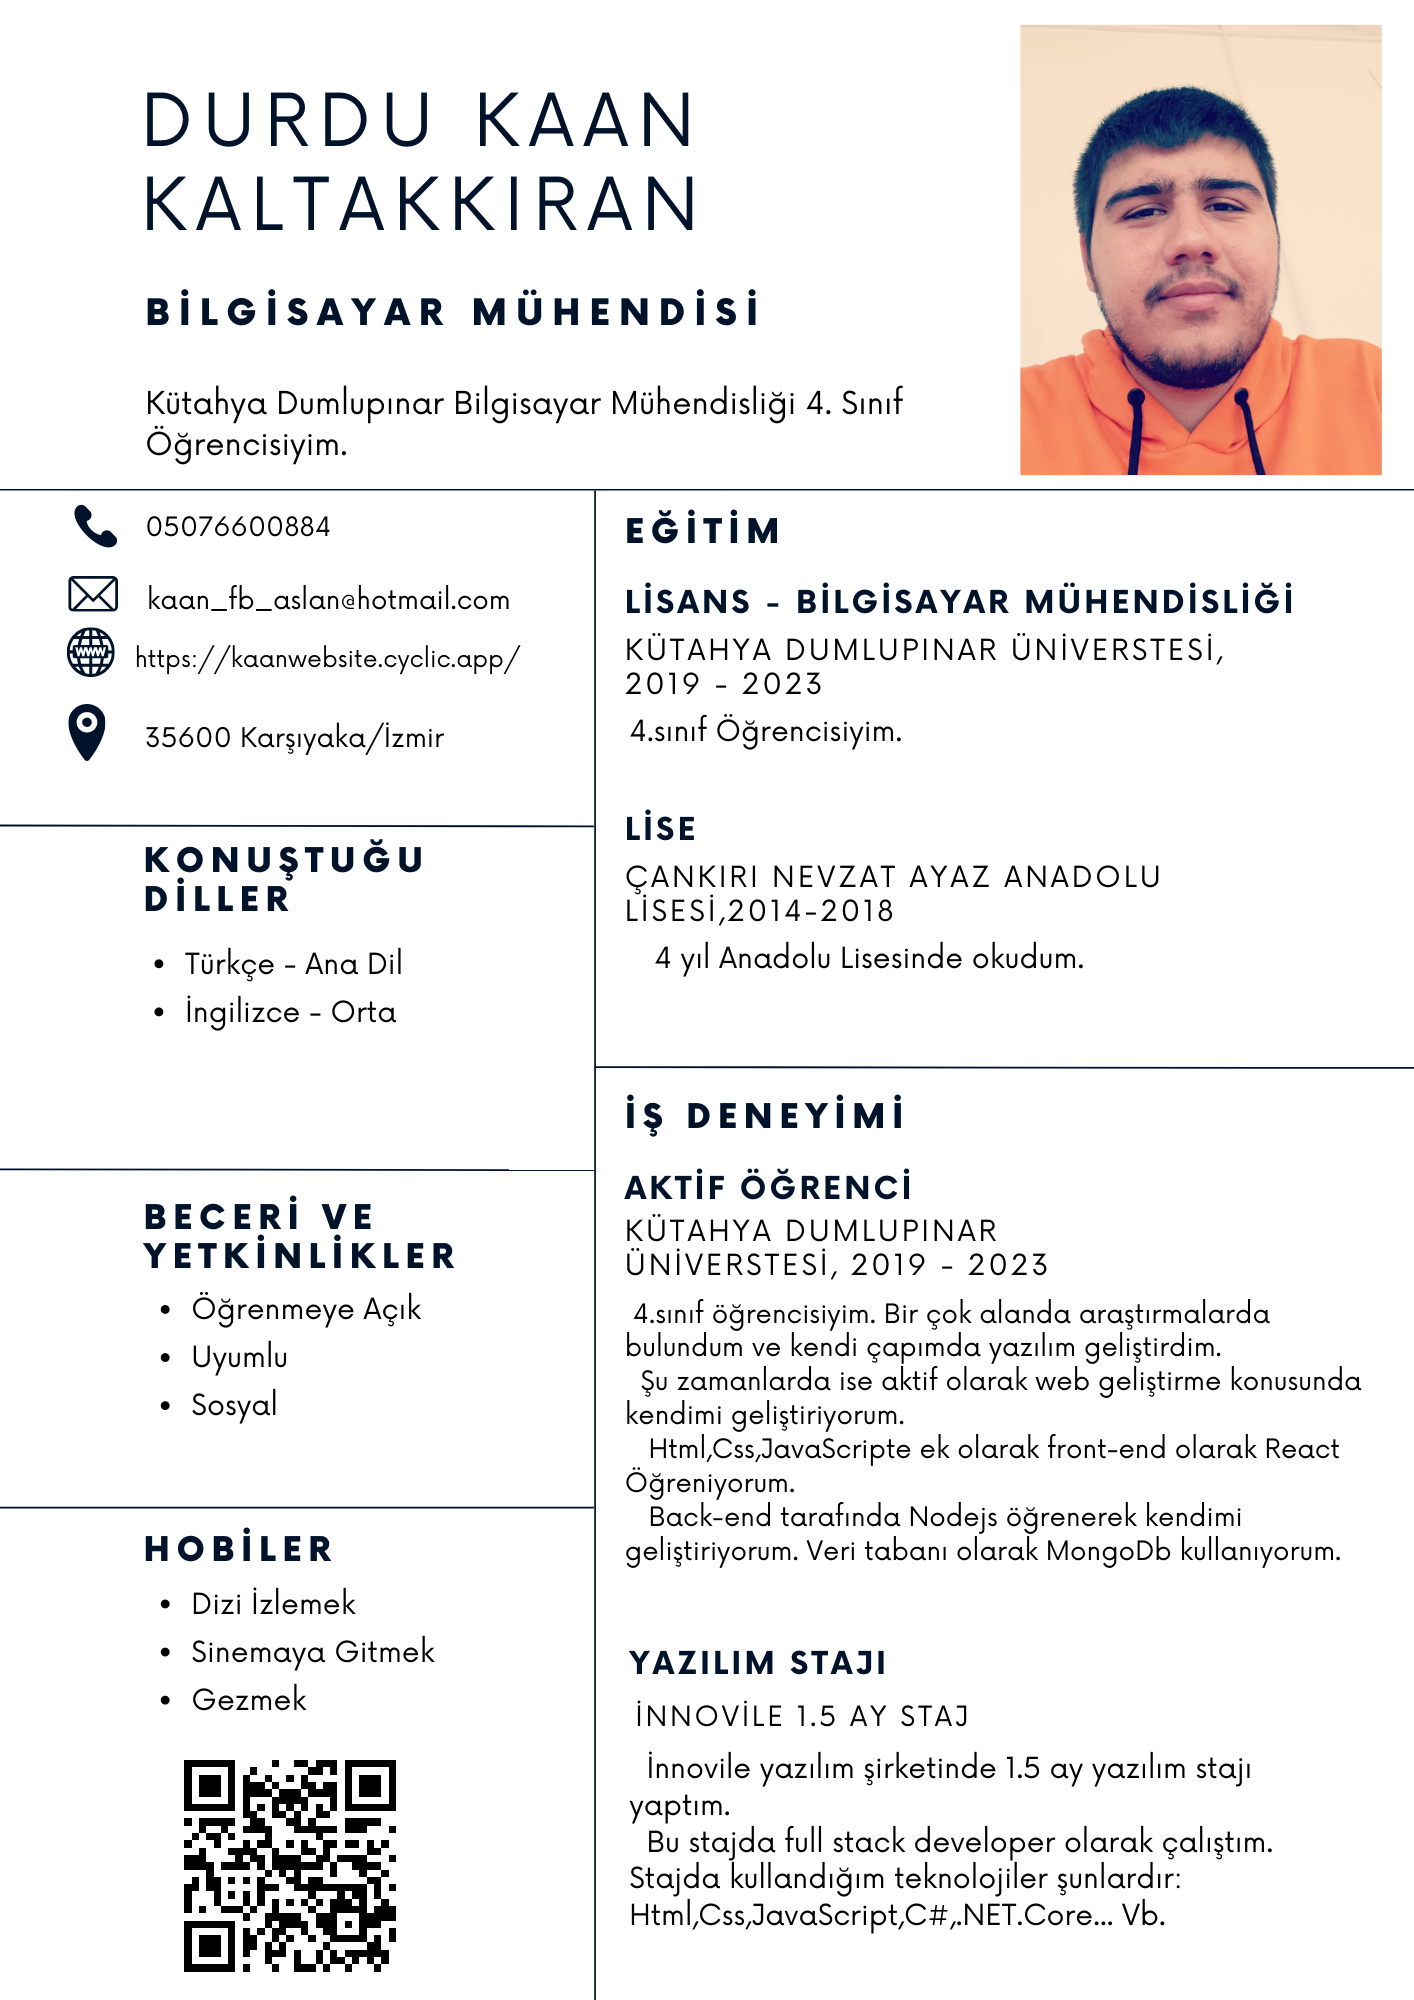 DURDU KAAN
KALTAKKIRAN
BİLGİSAYAR MÜHENDİSİ
Kütahya Dumlupınar Bilgisayar Mühendisliği 4. Sınıf
Öğrencisiyim.
05076600884
kaan_fb_aslan@hotmail.com
WWW
https://kaanwebsite.cyclic.app/
35600 Karşıyaka/İzmir
KONUŞTUĞU
DİLLER
• Türkçe - Ana Dil
• İngilizce - Orta
BECERİ VE
YETKİNLİKLER
• Öğrenmeye Açık
• Uyumlu
• Sosyal
HOBİLER
• Dizi İzlemek
• Sinemaya Gitmek
• Gezmek
EĞİTİM
LİSANS - BİLGİSAYAR MÜHENDİSLİĞİ
KÜTAHYA DUMLUPINAR ÜNİVERSTESİ,
2019 - 2023
4.sınıf Öğrencisiyim.
LİSE
ÇANKIRI NEVZAT AYAZ ANADOLU
LİSESİ,2014-2018
4 yıl Anadolu Lisesinde okudum.
İŞ DENEYİMİ
AKTİF ÖĞRENCİ
KÜTAHYA DUMLUPINAR
ÜNİVERSTESİ, 2019 - 2023
4.sınıf öğrencisiyim. Bir çok alanda araştırmalarda
bulundum ve kendi çapımda yazılım geliştirdim.
Şu zamanlarda ise aktif olarak web geliştirme konusunda
kendimi geliştiriyorum.
Html,Css,JavaScripte ek olarak front-end olarak React
Öğreniyorum.
Back-end tarafında Nodejs öğrenerek kendimi
geliştiriyorum. Veri tabanı olarak MongoDb kullanıyorum.
YAZILIM STAJI
İNNOVİLE 1.5 AY STAJ
İnnovile yazılım şirketinde 1.5 ay yazılım stajı
yaptım.
Bu stajda full stack developer olarak çalıştım.
Stajda kullandığım teknolojiler şunlardır:
Html,Css,JavaScript,C#,.NET.Core... Vb.